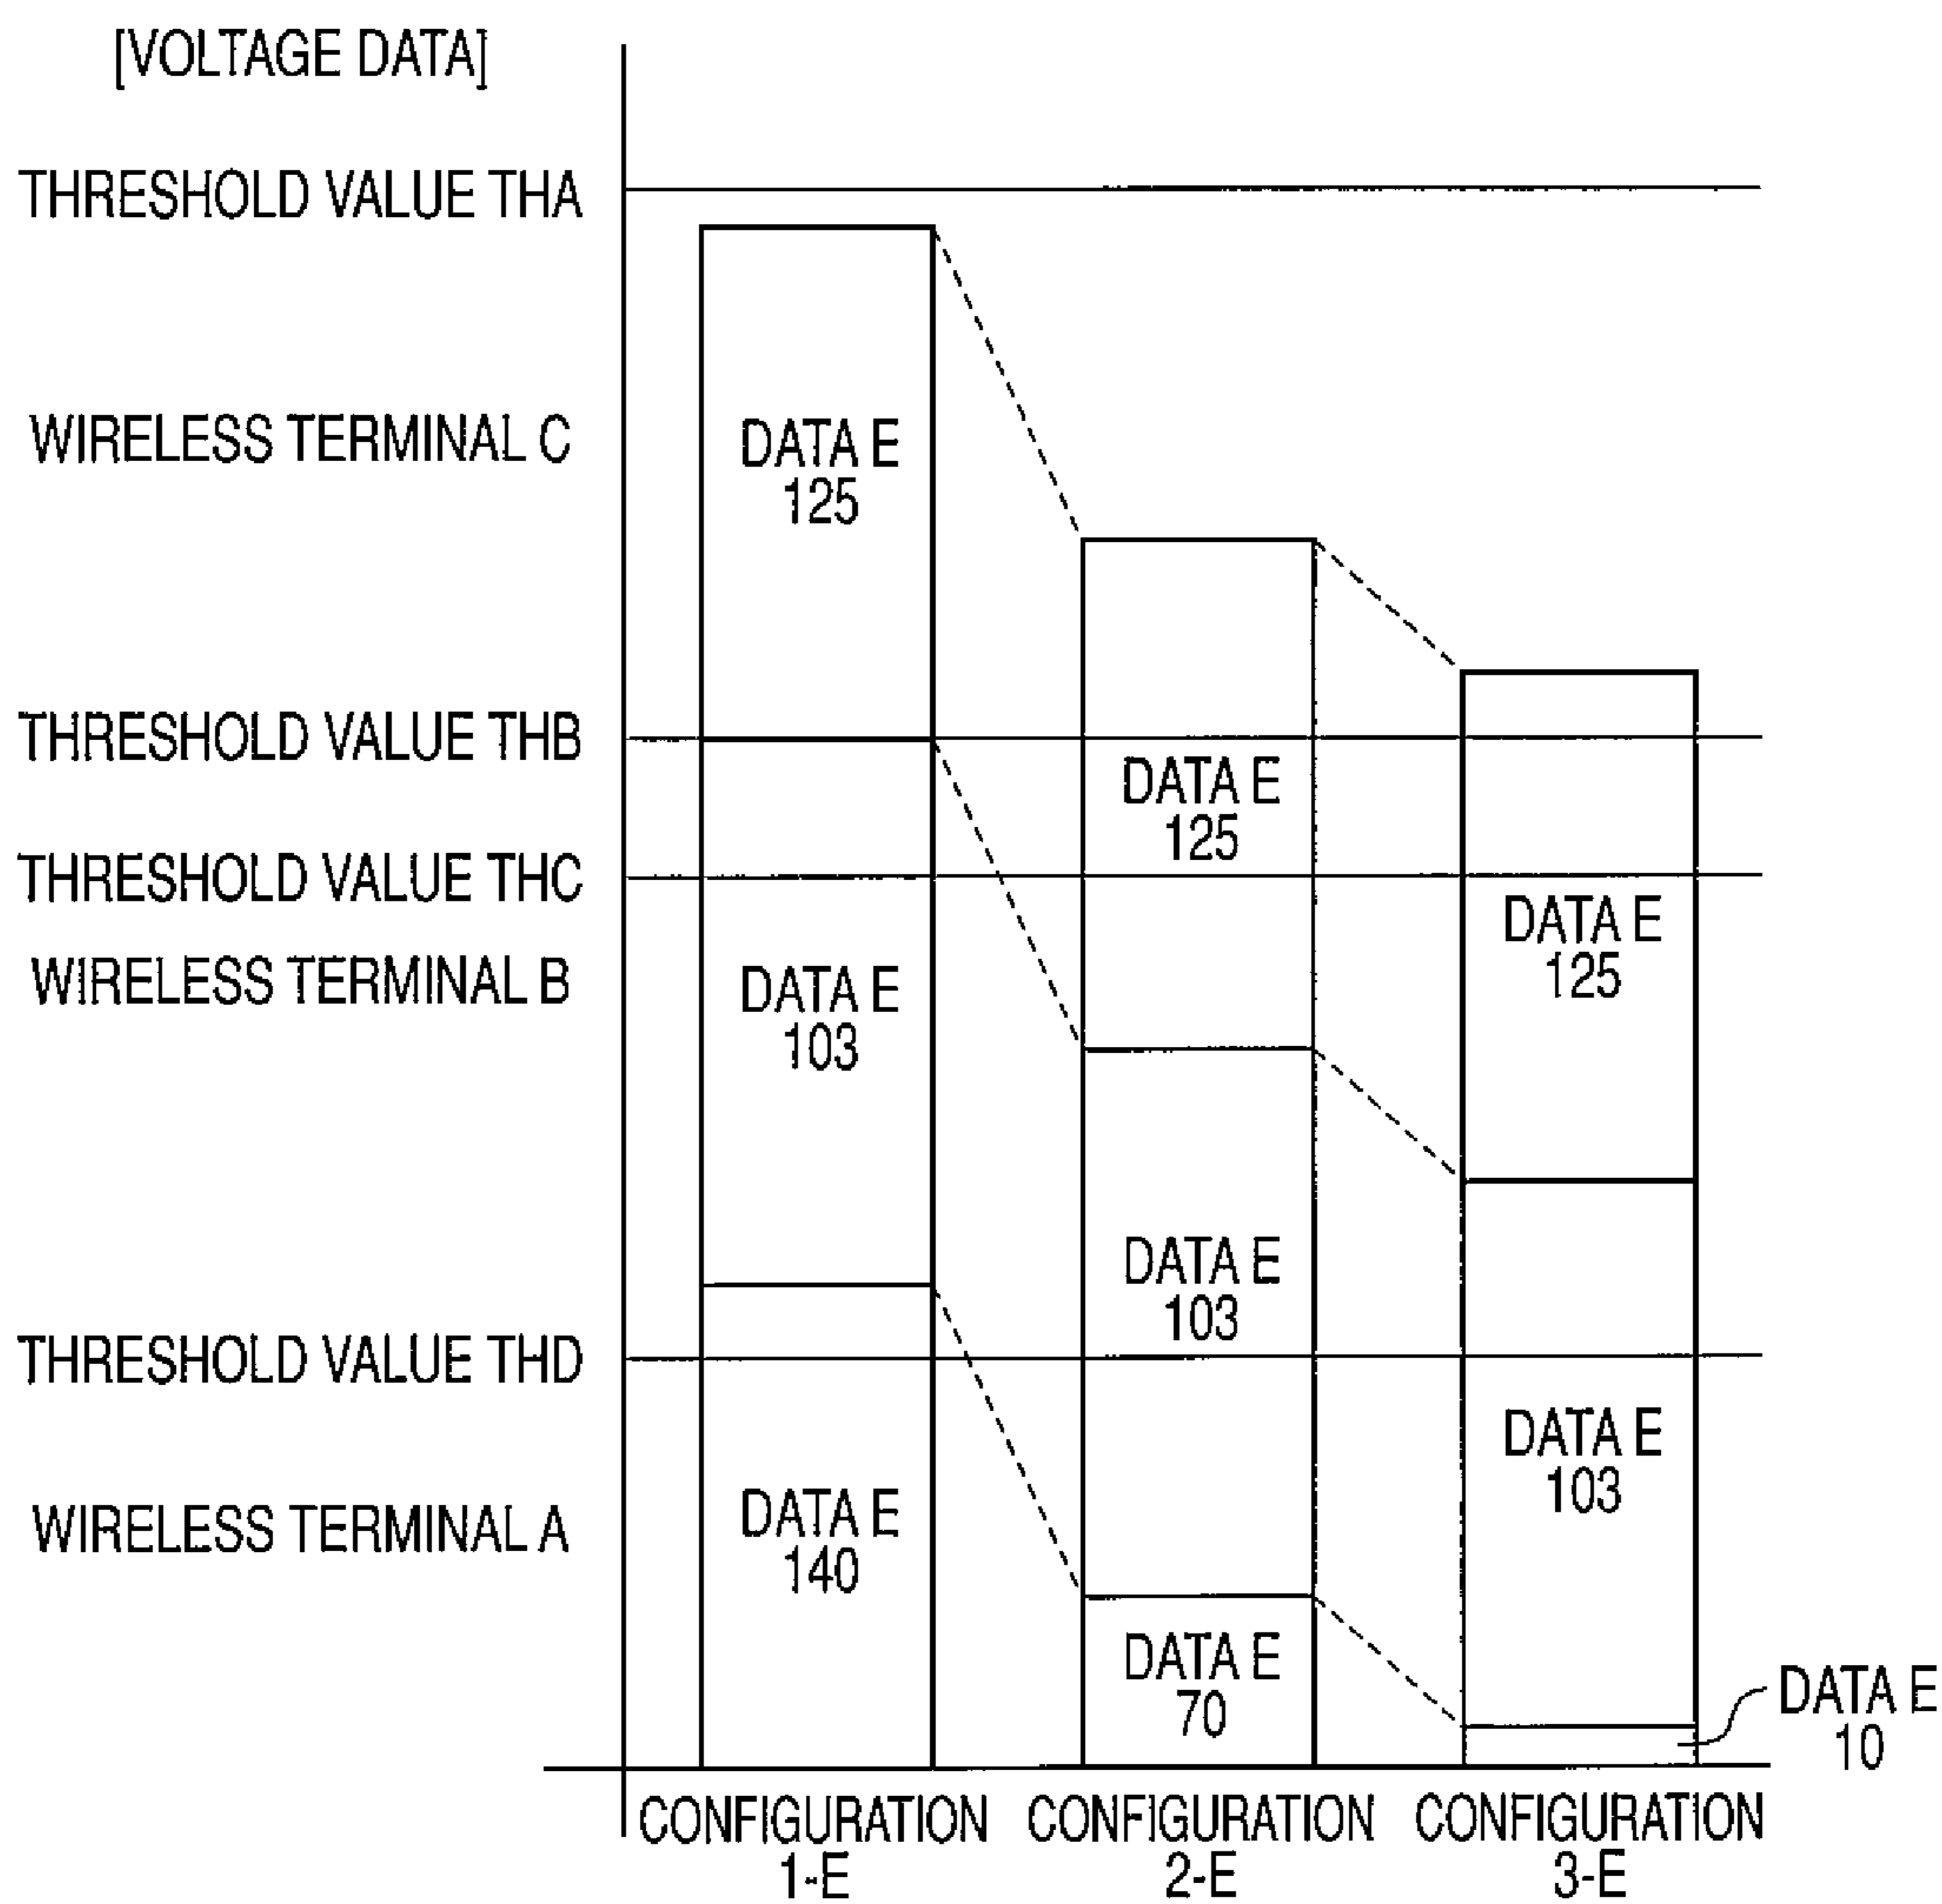 [VOLTAGE DATA]
THRESHOLD VALUE THA
WIRELESS TERMINAL C
DATA E
125
THRESHOLD VALUE THB
DATA E
125
THRESHOLD VALUE THC
DATA E
125
WIRELESS TERMINAL B
DATA E
103
DATA E
103
THRESHOLD VALUE THD
DATA E
103
WIRELESS TERMINAL A
DATA E
140
DATA E
70
DATA E
10
CONFIGURATION
1-E
CONFIGURATION
2-E
CONFIGURATION
3-E